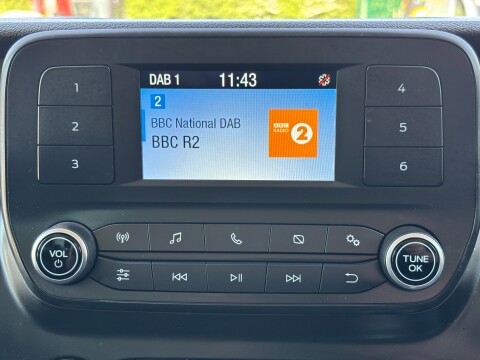 DAB 1 11:43
2
BBC National DAB
BBC R2
BBC
RADIO 2
1
2
3
4
5
6
VOL
TUNE
OK